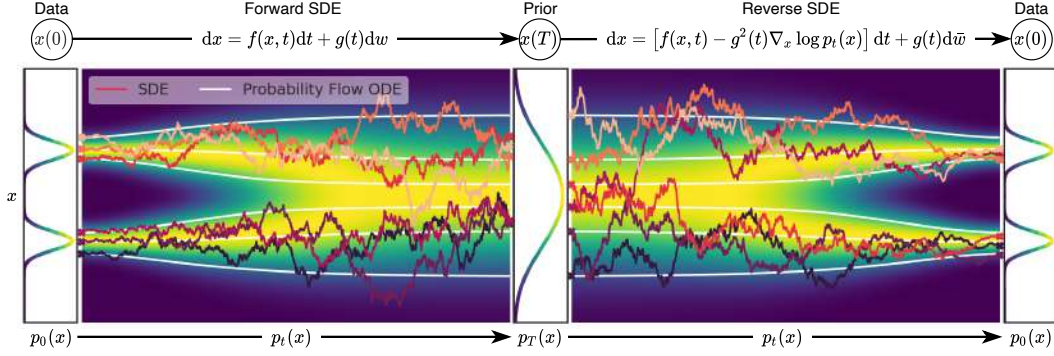 Data Forward SDE Prior Reverse SDE Data
x(0) dx = f(x, t)dt + g(t)dw x(T) dx = [f(x, t) − g²(t)∇ₓ log pₜ(x)] dt + g(t)dw̄ x(0)
SDE Probability Flow ODE
x
p₀(x) pₜ(x) p_T(x) pₜ(x) p₀(x)